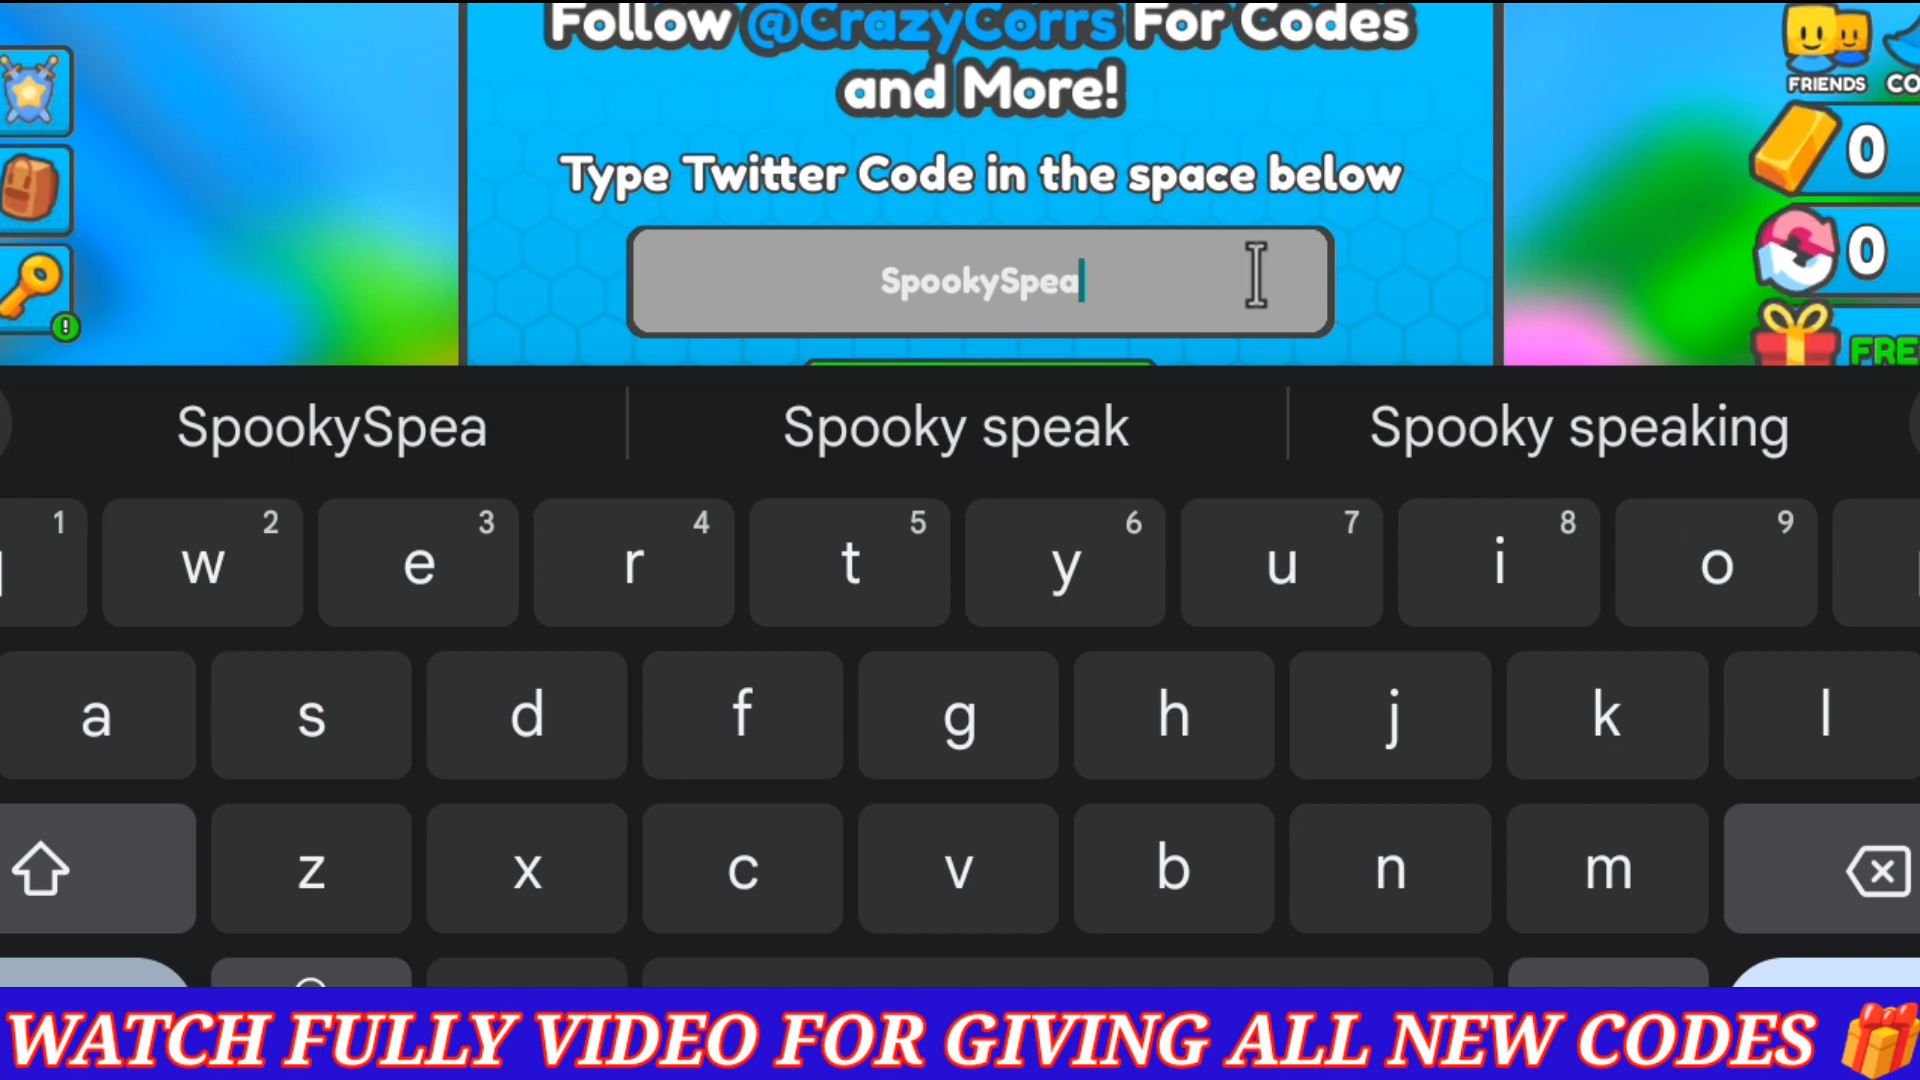 Follow @CrazyCorrs For Codes
and More!
Type Twitter Code in the space below
SpookySpea
FRIENDS CO
0
0
FRE
!
SpookySpea Spooky speak Spooky speaking
1 2 3 4 5 6 7 8 9
w e r t y u i o
a s d f g h j k l
z x c v b n m
WATCH FULLY VIDEO FOR GIVING ALL NEW CODES